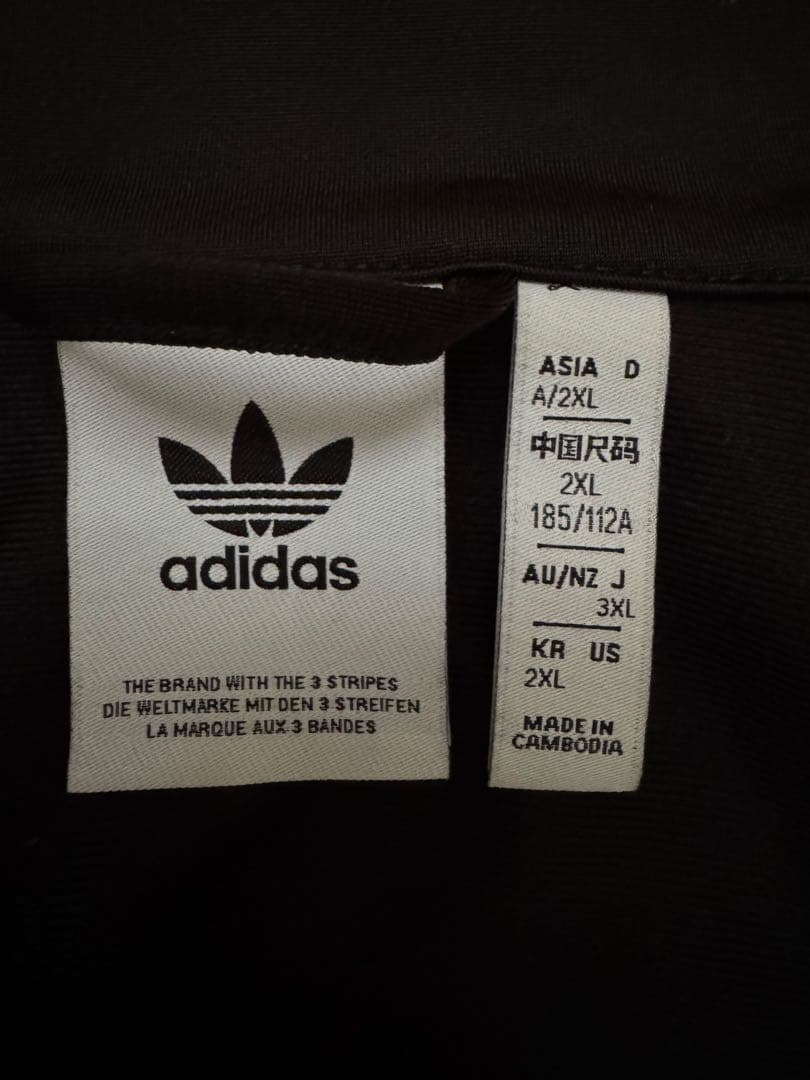 adidas
THE BRAND WITH THE 3 STRIPES
DIE WELTMARKE MIT DEN 3 STREIFEN
LA MARQUE AUX 3 BANDES
ASIA D
A/2XL
中国尺码
2XL
185/112A
AU/NZ J
3XL
KR US
2XL
MADE IN
CAMBODIA